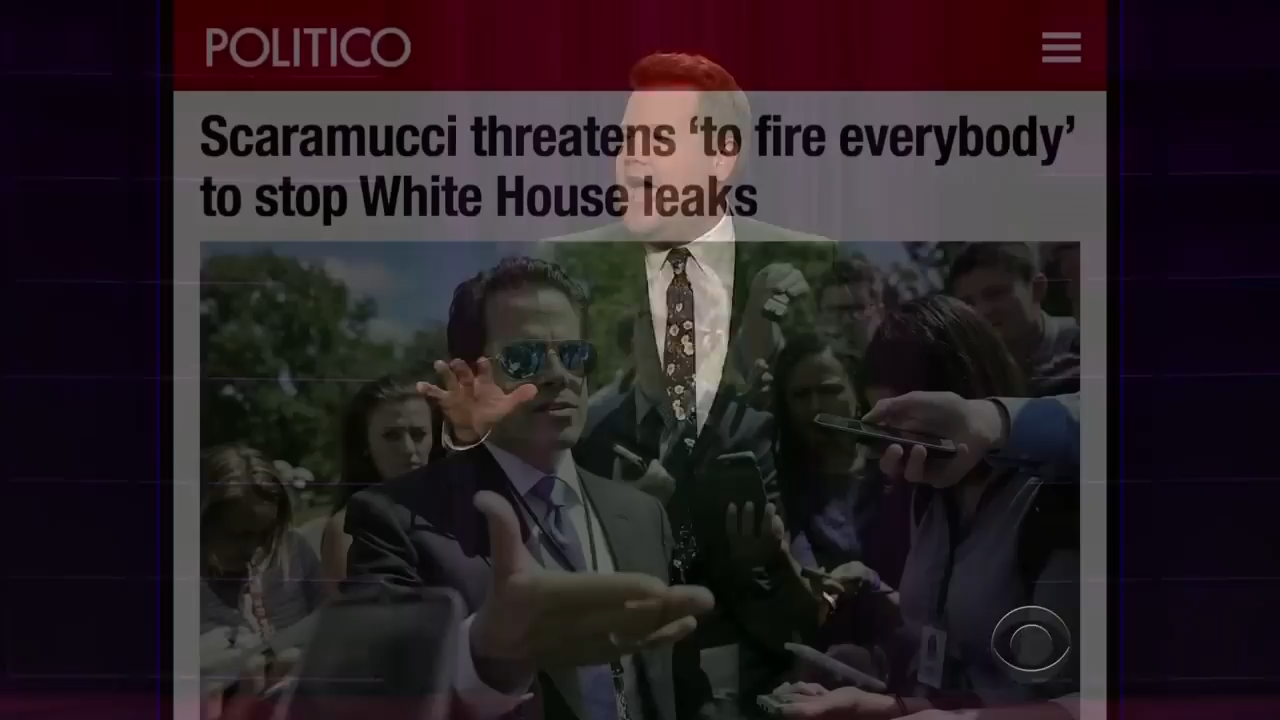 POLITICO
Scaramucci threatens ‘to fire everybody’
to stop White House leaks